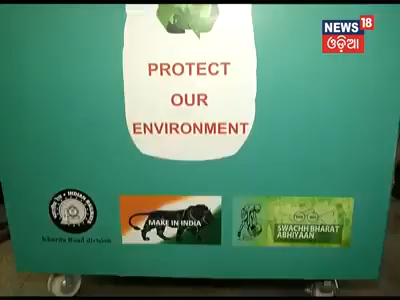 NEWS 18
ଓଡ଼ିଆ
PROTECT
OUR
ENVIRONMENT
INDIAN RAILWAYS
Khurda Road division
MAKE IN INDIA
SWACHH BHARAT
ABHIYAAN